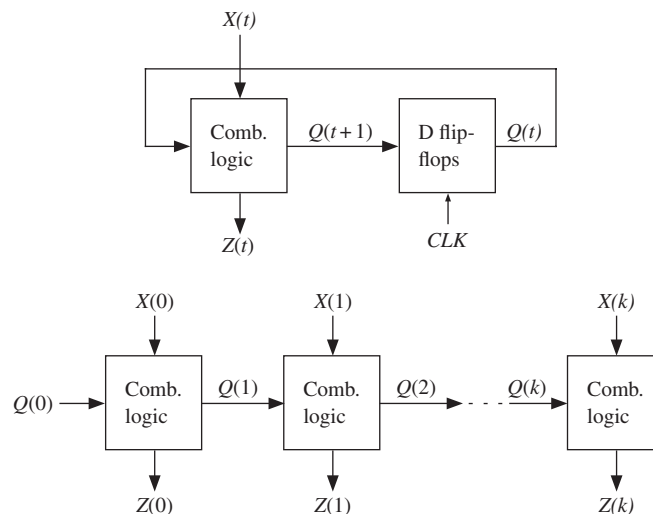 X(t)
Comb.
logic
Q(t+1)
D flip-
flops
Q(t)
Z(t)
CLK
X(0)
X(1)
X(k)
Q(0)
Comb.
logic
Q(1)
Comb.
logic
Q(2)
Q(k)
Comb.
logic
Z(0)
Z(1)
Z(k)